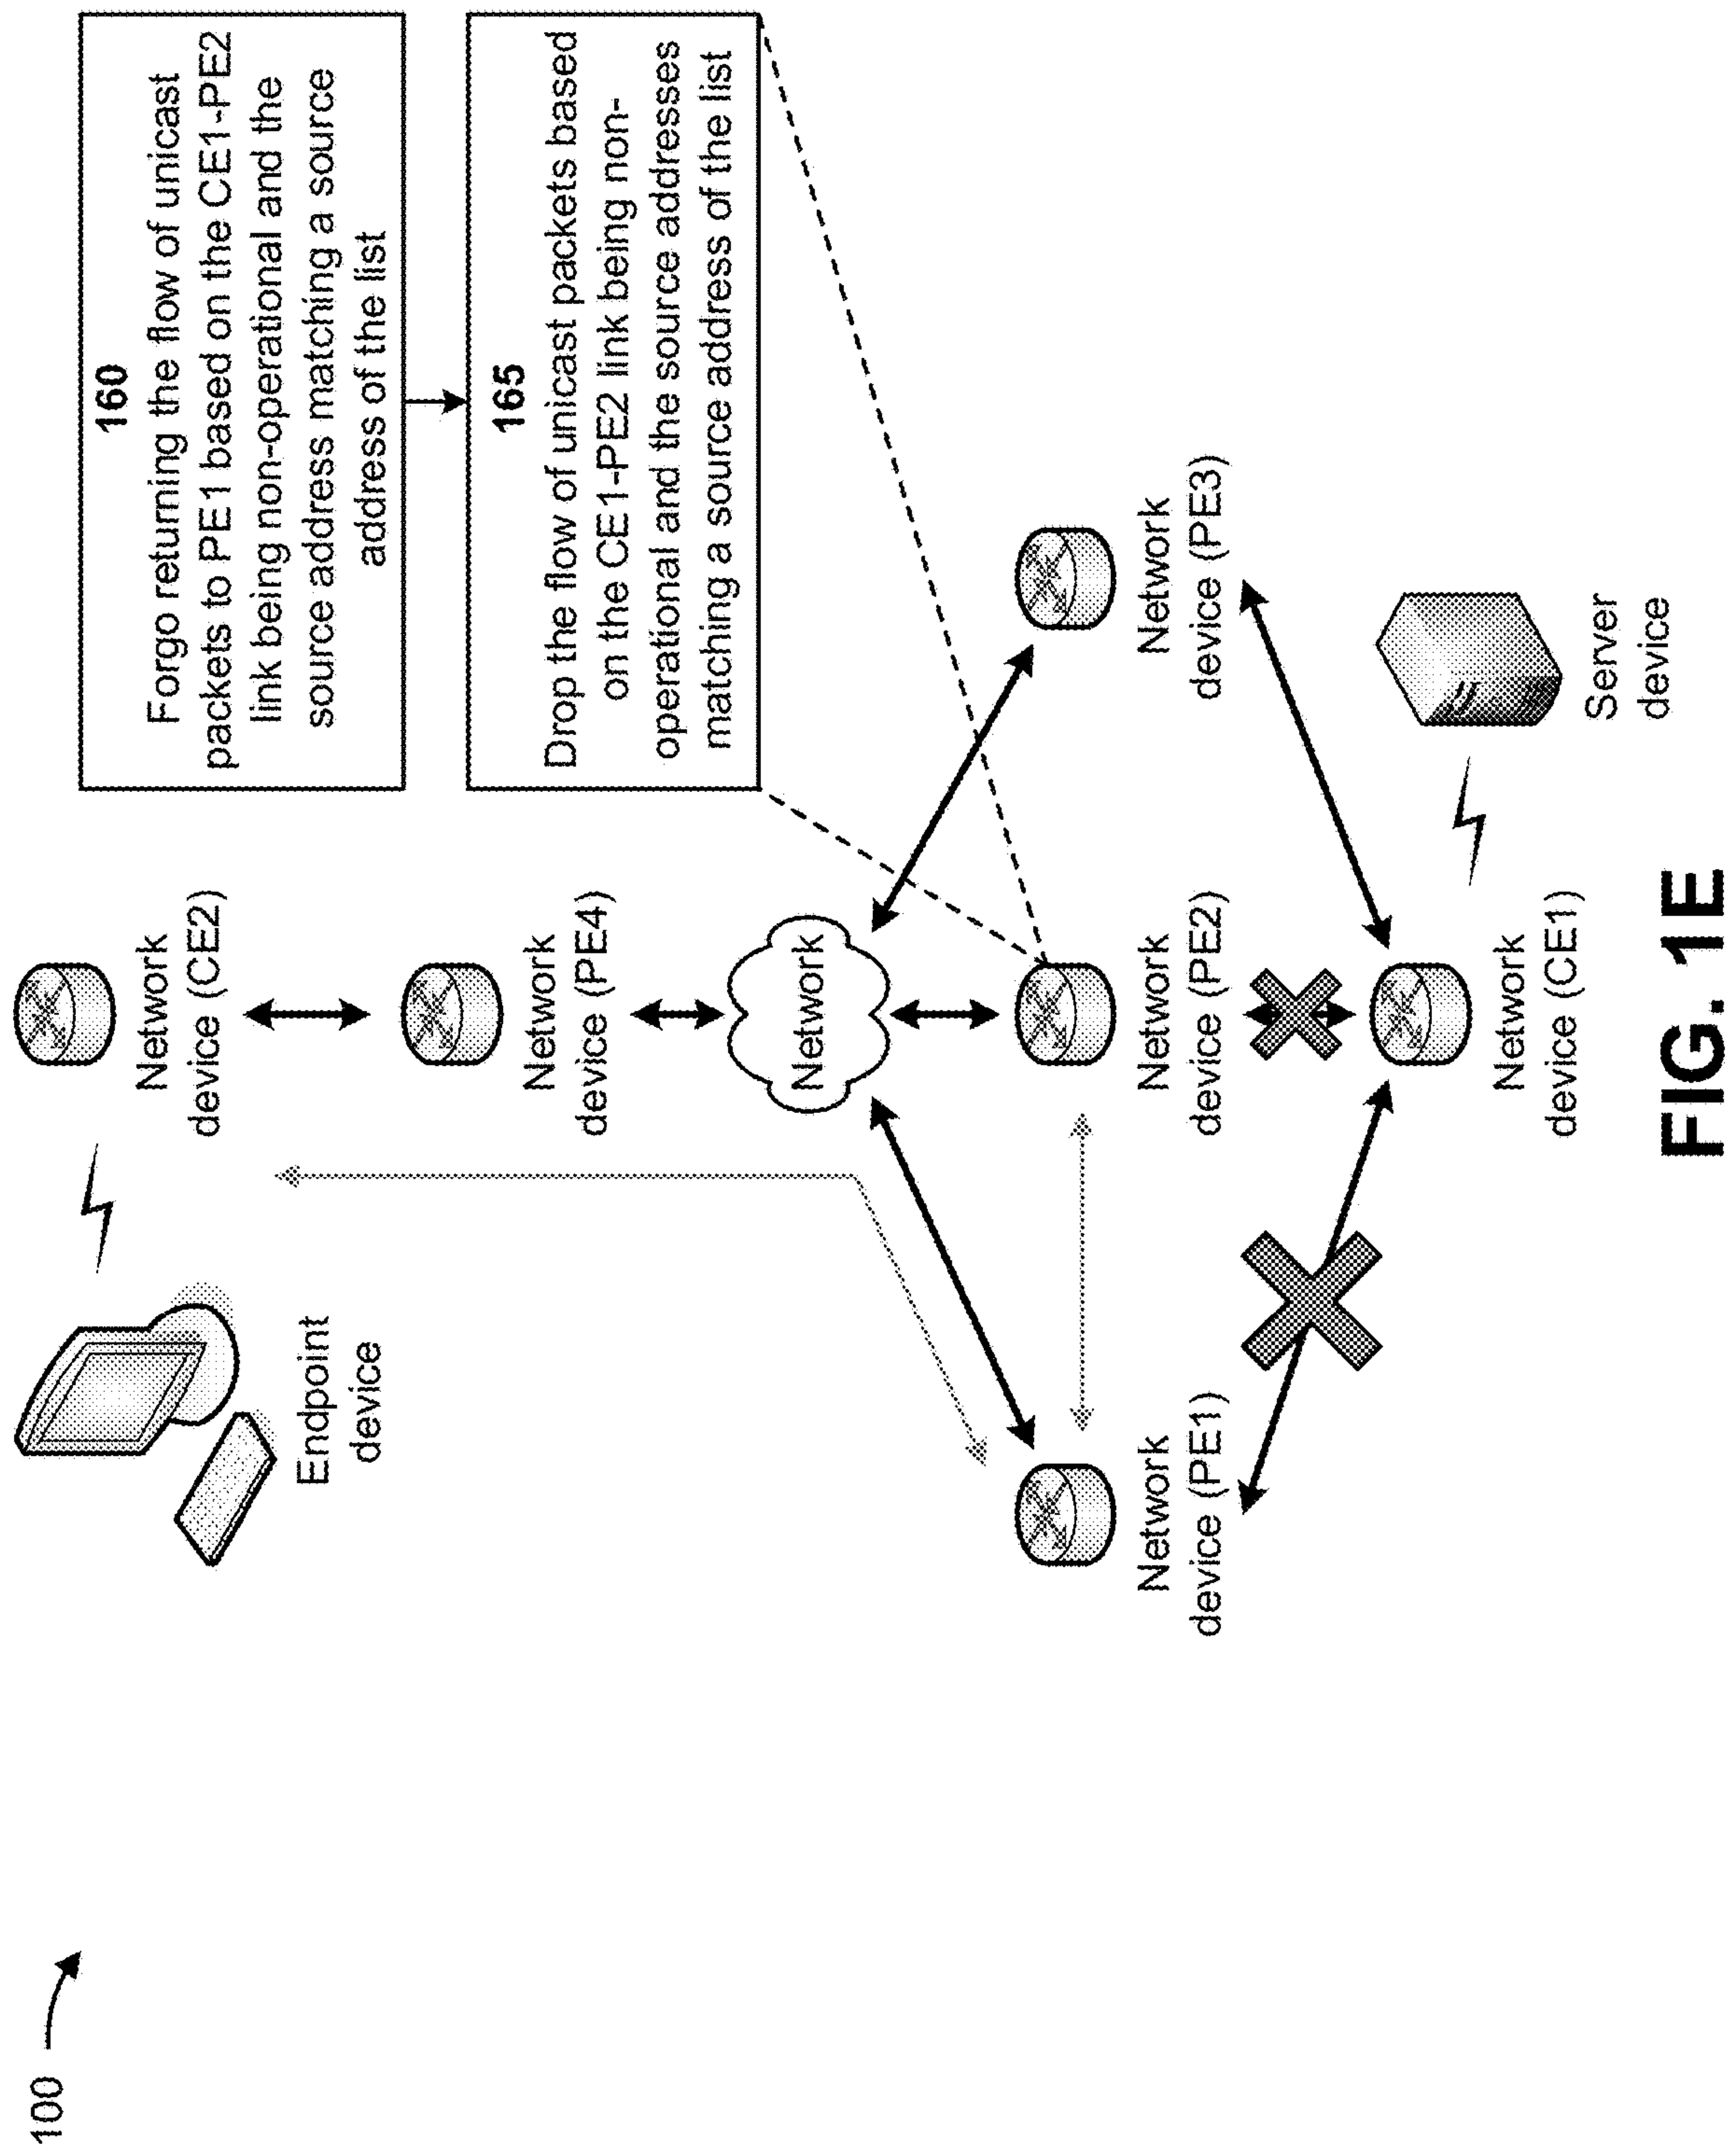 100
160
Forgo returning the flow of unicast
packets to PE1 based on the CE1-PE2
link being non-operational and the
source address matching a source
address of the list
165
Drop the flow of unicast packets based
on the CE1-PE2 link being non-
operational and the source addresses
matching a source address of the list
Endpoint
device
Network
device (CE2)
Network
device (PE4)
Network
Network
device (PE1)
Network
device (PE2)
Network
device (PE3)
Network
device (CE1)
Server
device
FIG. 1E